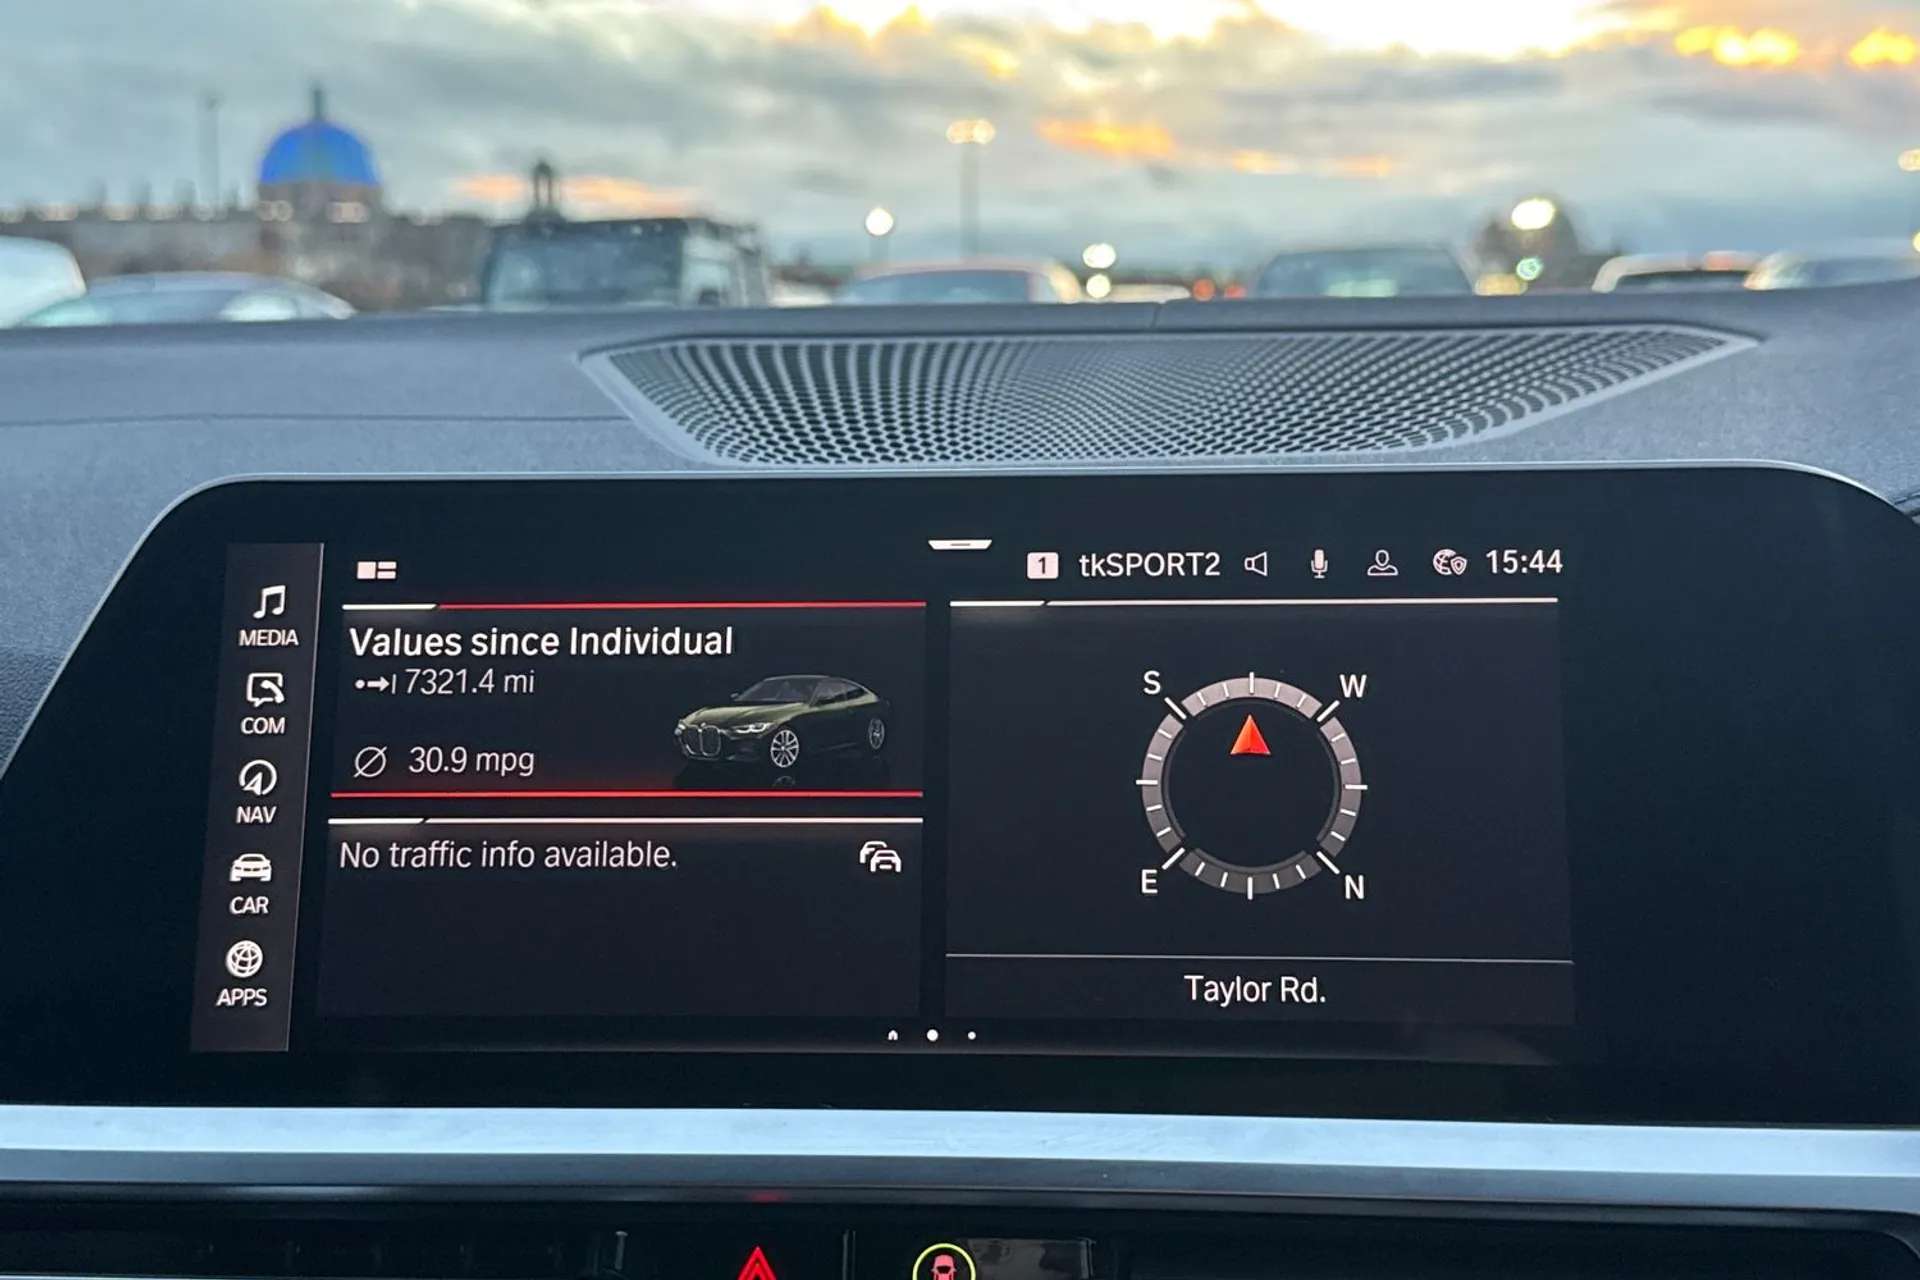 1 tkSPORT2 15:44
MEDIA
COM
NAV
CAR
APPS
Values since Individual
7321.4 mi
30.9 mpg
No traffic info available.
S W
E N
Taylor Rd.